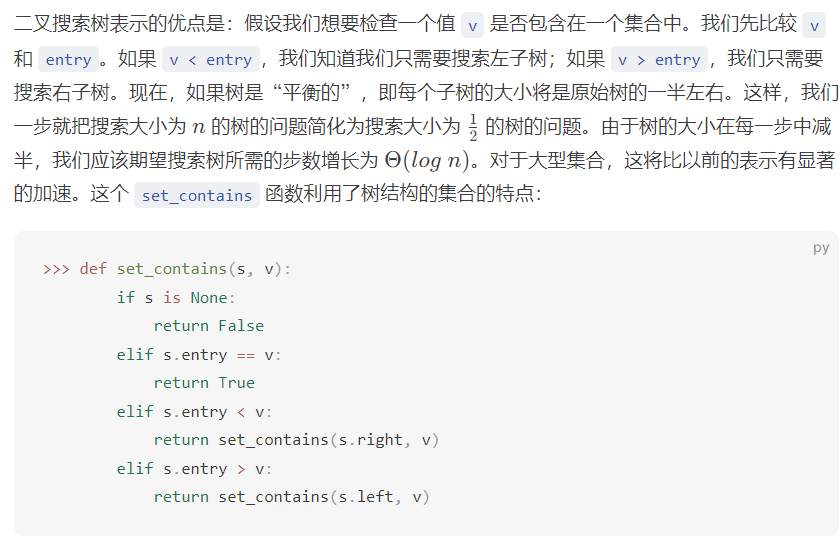 二叉搜索树表示的优点是：假设我们想要检查一个值 v 是否包含在一个集合中。我们先比较 v
和 entry 。如果 v < entry ，我们知道我们只需要搜索左子树；如果 v > entry ，我们只需要
搜索右子树。现在，如果树是“平衡的”，即每个子树的大小将是原始树的一半左右。这样，我们
一步就把搜索大小为 n 的树的问题简化为搜索大小为 1/2 的树的问题。由于树的大小在每一步中减
半，我们应该期望搜索树所需的步数增长为 Θ(log n)。对于大型集合，这将比以前的表示有显著
的加速。这个 set_contains 函数利用了树结构的集合的特点：
py
>>> def set_contains(s, v):
        if s is None:
            return False
        elif s.entry == v:
            return True
        elif s.entry < v:
            return set_contains(s.right, v)
        elif s.entry > v:
            return set_contains(s.left, v)